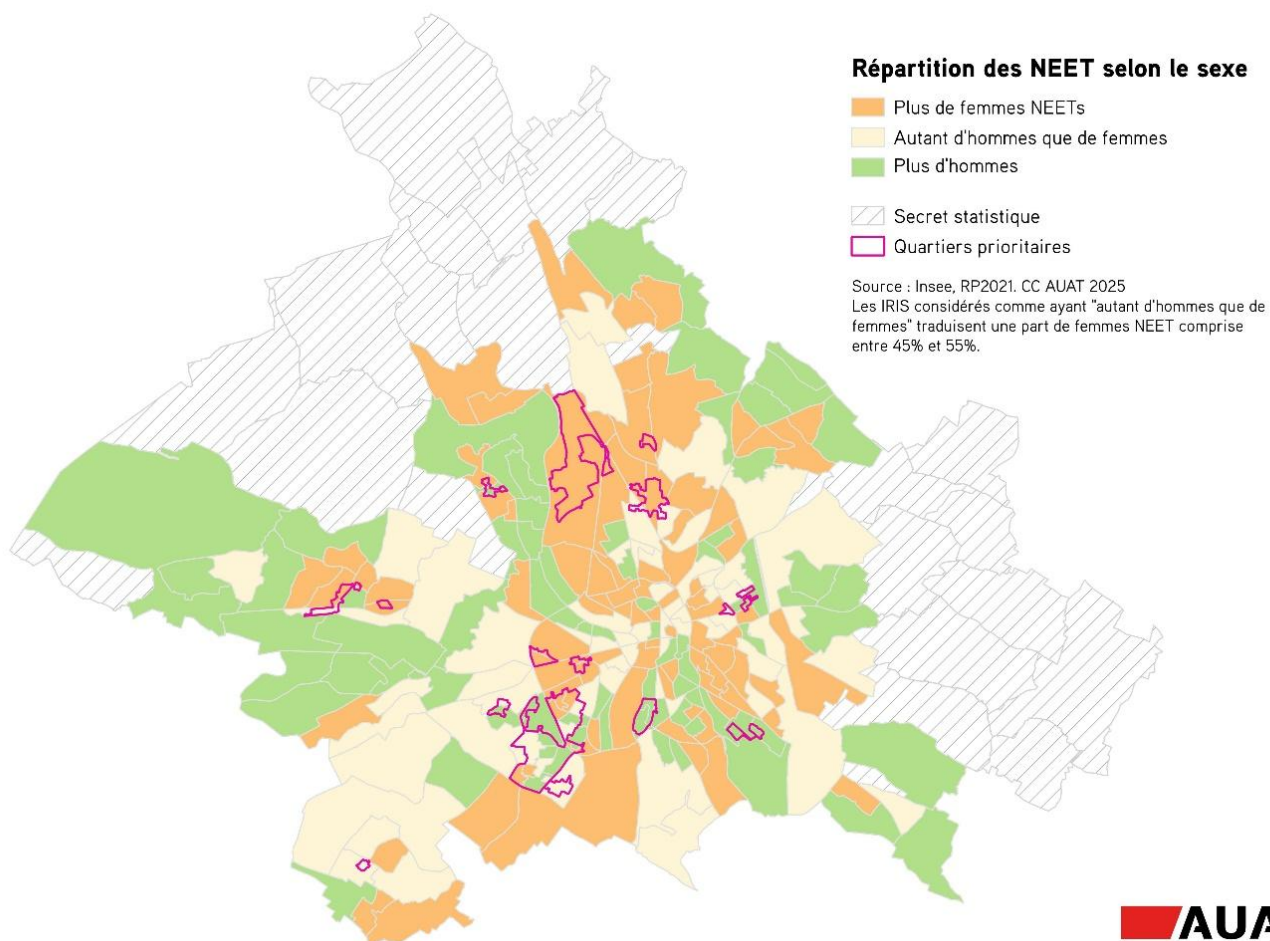 Répartition des NEET selon le sexe
Plus de femmes NEETs
Autant d'hommes que de femmes
Plus d'hommes
Secret statistique
Quartiers prioritaires
Source : Insee, RP2021. CC AUAT 2025
Les IRIS considérés comme ayant "autant d'hommes que de
femmes" traduisent une part de femmes NEET comprise
entre 45% et 55%.
AUA